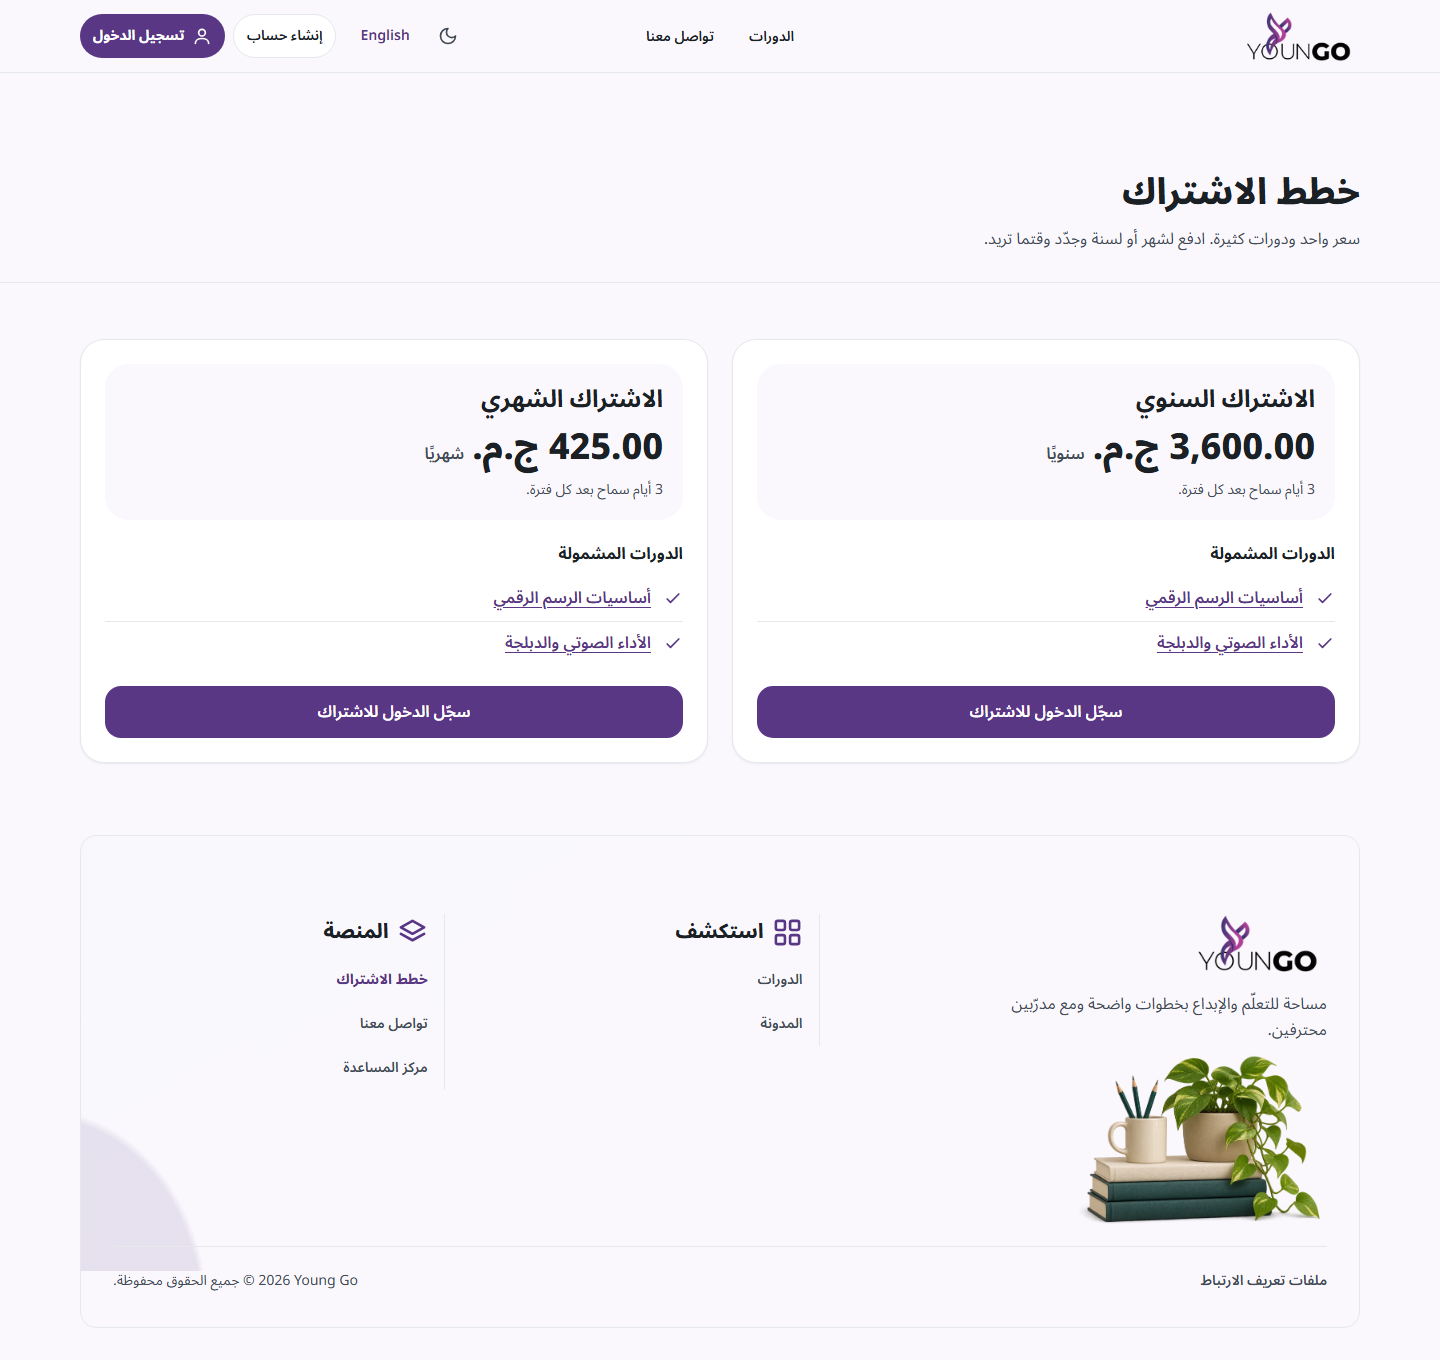 YOUNGO
الدورات
تواصل معنا
English
إنشاء حساب
تسجيل الدخول
خطط الاشتراك
سعر واحد ودورات كثيرة. ادفع لشهر أو لسنة وجدّد وقتما تريد.
الاشتراك السنوي
3,600.00 ج.م. سنويًا
3 أيام سماح بعد كل فترة.
الدورات المشمولة
أساسيات الرسم الرقمي
الأداء الصوتي والدبلجة
سجّل الدخول للاشتراك
الاشتراك الشهري
425.00 ج.م. شهريًا
3 أيام سماح بعد كل فترة.
الدورات المشمولة
أساسيات الرسم الرقمي
الأداء الصوتي والدبلجة
سجّل الدخول للاشتراك
YOUNGO
مساحة للتعلّم والإبداع بخطوات واضحة ومع مدرّبين
محترفين.
استكشف
الدورات
المدونة
المنصة
خطط الاشتراك
تواصل معنا
مركز المساعدة
ملفات تعريف الارتباط
Young Go 2026 © جميع الحقوق محفوظة.